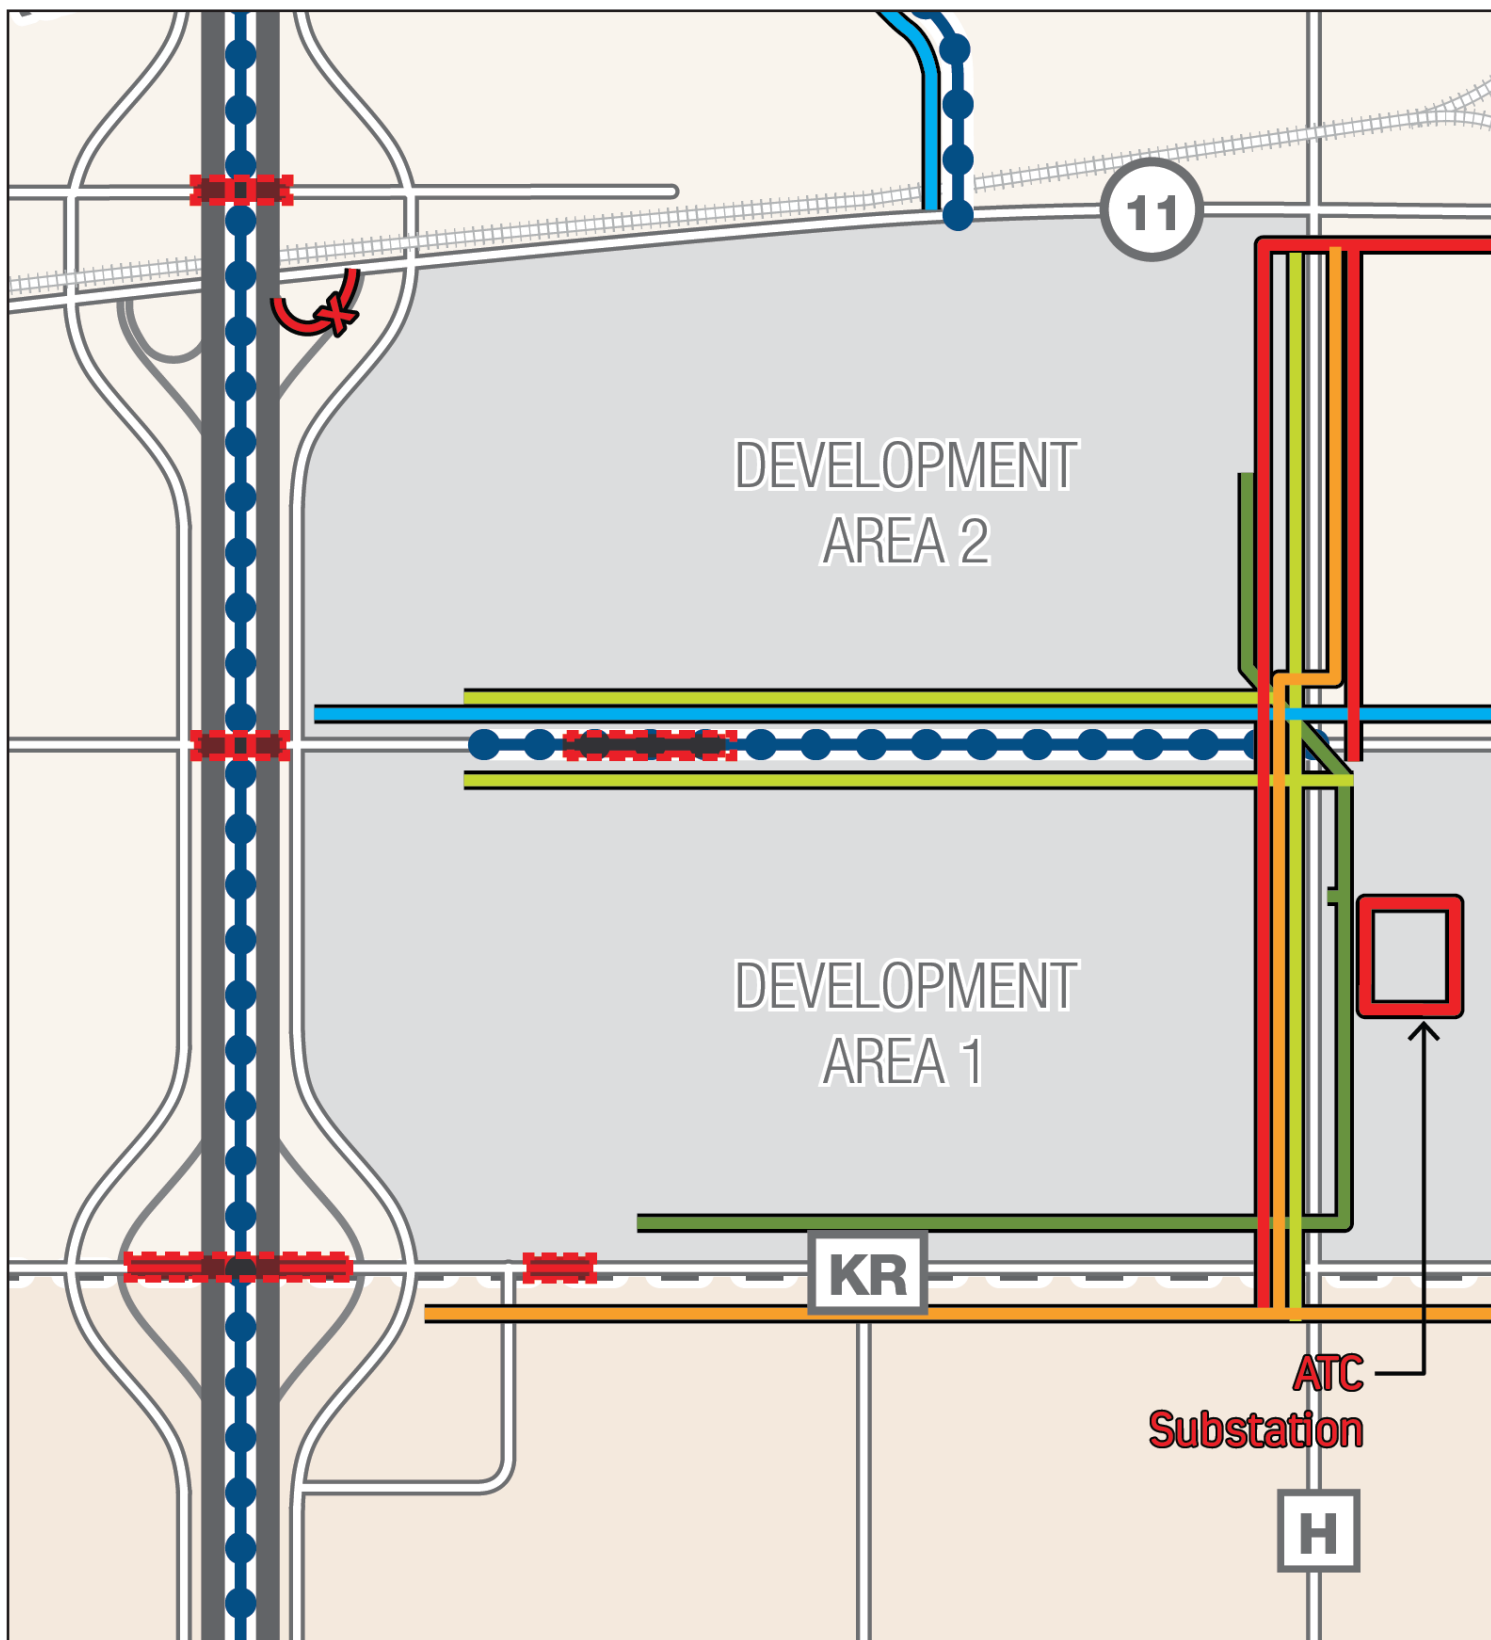 11
DEVELOPMENT
AREA 2
DEVELOPMENT
AREA 1
KR
ATC
Substation
H